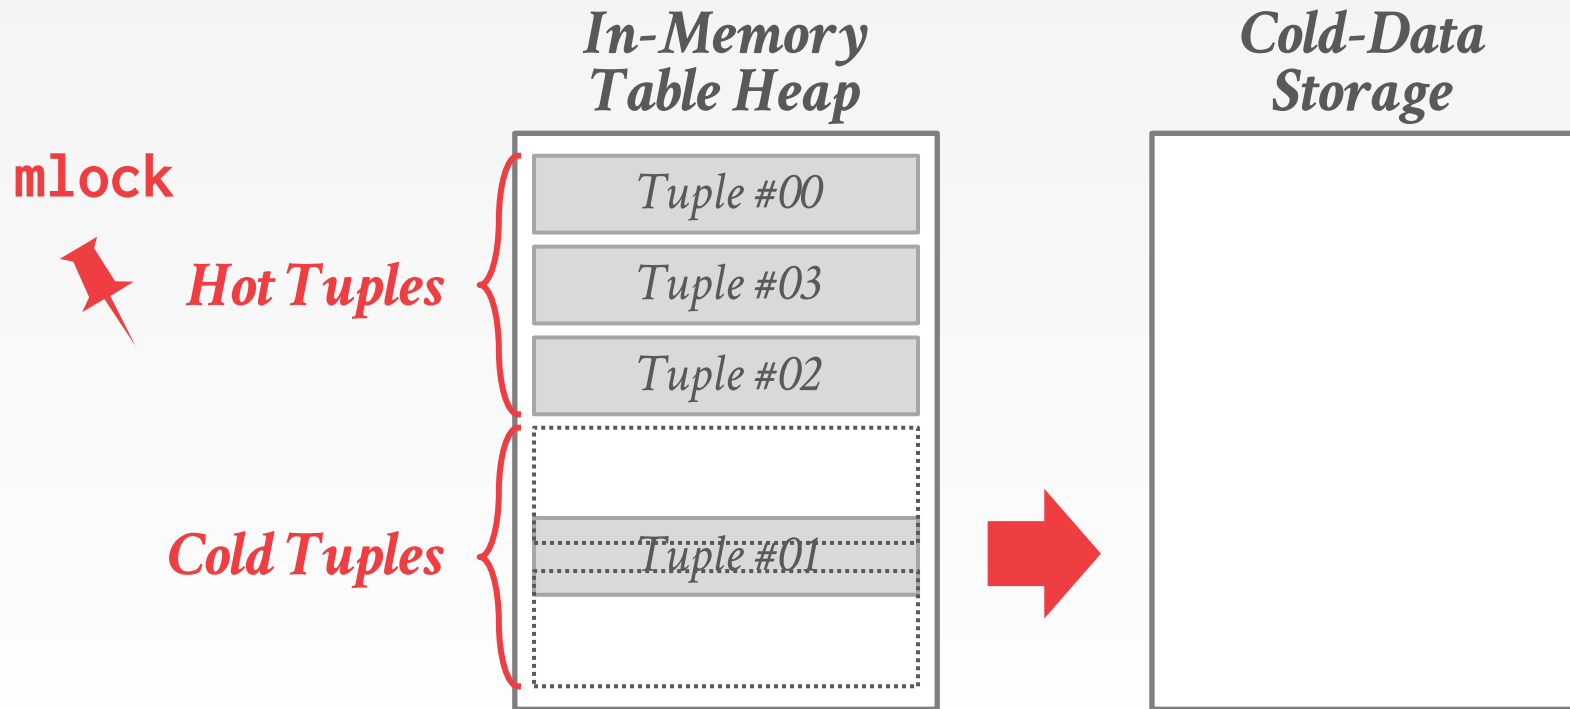 In-Memory
Table Heap
Cold-Data
Storage
mlock
Hot Tuples
Tuple #00
Tuple #03
Tuple #02
Cold Tuples
Tuple #01